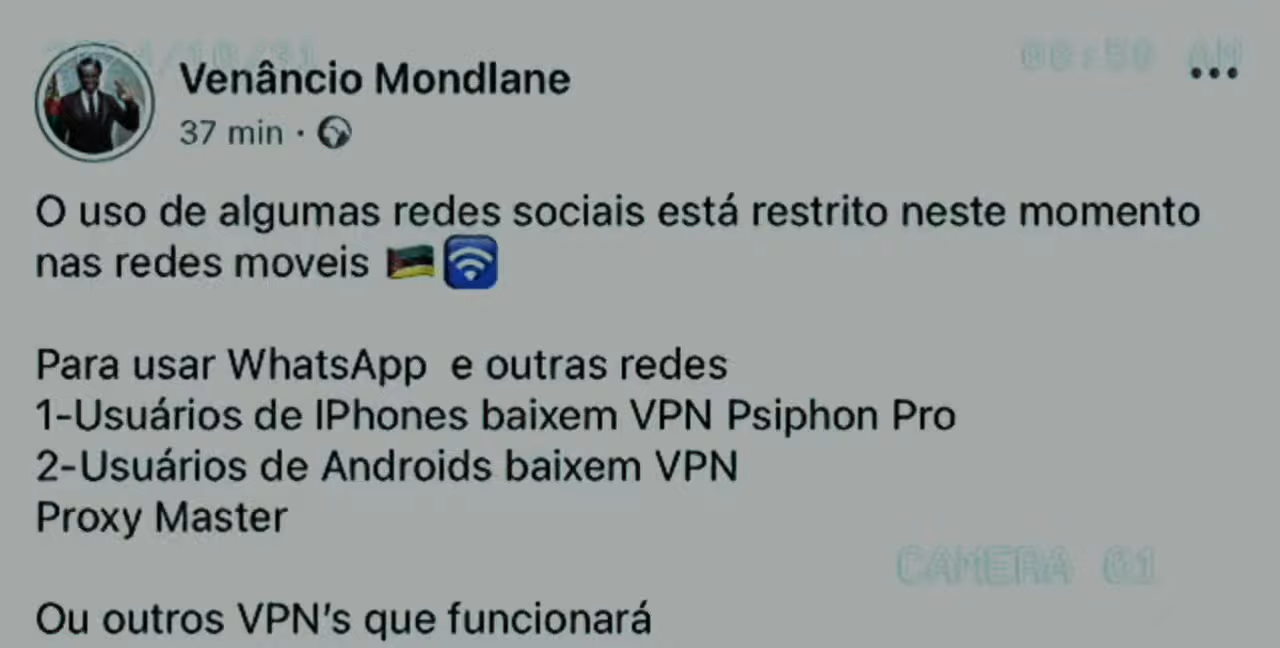 Venâncio Mondlane
37 min ·
O uso de algumas redes sociais está restrito neste momento
nas redes moveis
Para usar WhatsApp e outras redes
1-Usuários de IPhones baixem VPN Psiphon Pro
2-Usuários de Androids baixem VPN
Proxy Master
Ou outros VPN's que funcionará
CAMERA 01